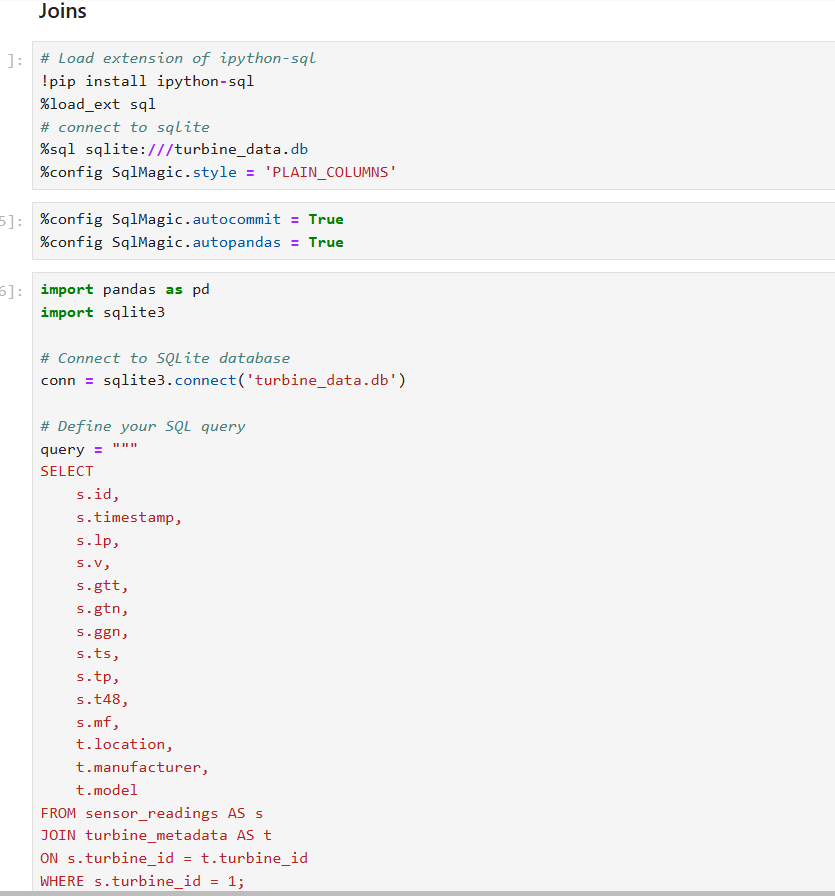 Joins
]:
# Load extension of ipython-sql
!pip install ipython-sql
%load_ext sql
# connect to sqlite
%sql sqlite:///turbine_data.db
%config SqlMagic.style = 'PLAIN_COLUMNS'
5]:
%config SqlMagic.autocommit = True
%config SqlMagic.autopandas = True
6]:
import pandas as pd
import sqlite3
# Connect to SQLite database
conn = sqlite3.connect('turbine_data.db')
# Define your SQL query
query = """
SELECT
    s.id,
    s.timestamp,
    s.lp,
    s.v,
    s.gtt,
    s.gtn,
    s.ggn,
    s.ts,
    s.tp,
    s.t48,
    s.mf,
    t.location,
    t.manufacturer,
    t.model
FROM sensor_readings AS s
JOIN turbine_metadata AS t
ON s.turbine_id = t.turbine_id
WHERE s.turbine_id = 1;